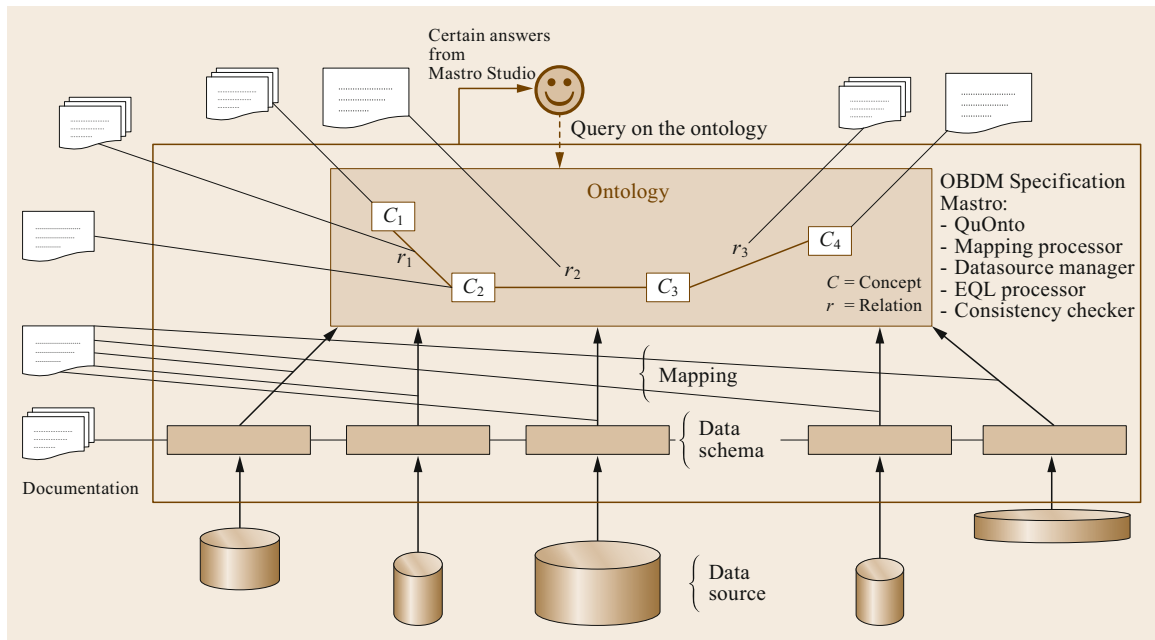 Certain answers
from
Mastro Studio
Query on the ontology
Ontology
OBDM Specification
Mastro:
- QuOnto
- Mapping processor
- Datasource manager
- EQL processor
- Consistency checker
C1
r1
C2
r2
C3
r3
C4
C = Concept
r = Relation
Mapping
Data
schema
Documentation
Data
source